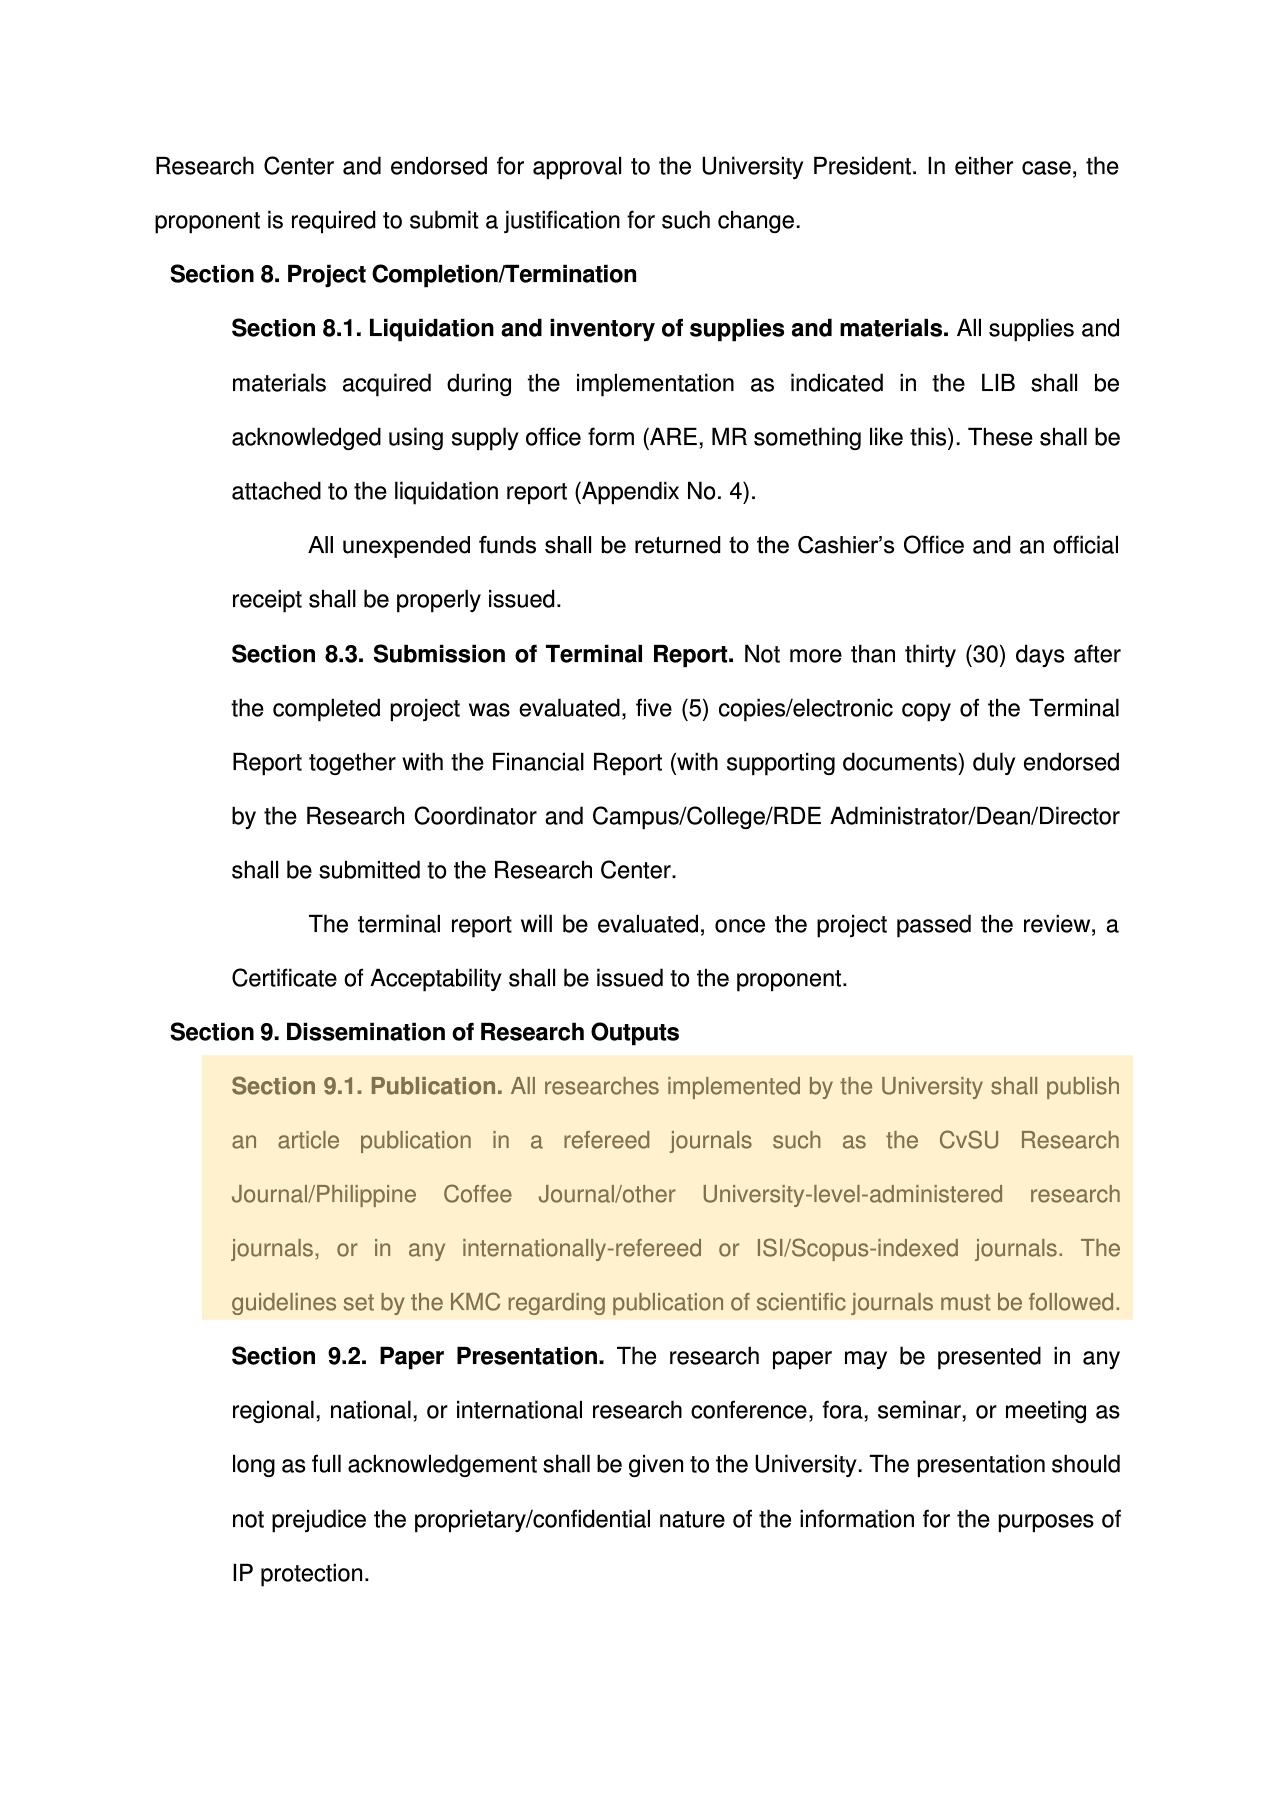 Research Center and endorsed for approval to the University President. In either case, the
proponent is required to submit a justification for such change.
Section 8. Project Completion/Termination
Section 8.1. Liquidation and inventory of supplies and materials. All supplies and
materials acquired during the implementation as indicated in the LIB shall be
acknowledged using supply office form (ARE, MR something like this). These shall be
attached to the liquidation report (Appendix No. 4).
All unexpended funds shall be returned to the Cashier’s Office and an official
receipt shall be properly issued.
Section 8.3. Submission of Terminal Report. Not more than thirty (30) days after
the completed project was evaluated, five (5) copies/electronic copy of the Terminal
Report together with the Financial Report (with supporting documents) duly endorsed
by the Research Coordinator and Campus/College/RDE Administrator/Dean/Director
shall be submitted to the Research Center.
The terminal report will be evaluated, once the project passed the review, a
Certificate of Acceptability shall be issued to the proponent.
Section 9. Dissemination of Research Outputs
Section 9.1. Publication. All researches implemented by the University shall publish
an article publication in a refereed journals such as the CvSU Research
Journal/Philippine Coffee Journal/other University-level-administered research
journals, or in any internationally-refereed or ISI/Scopus-indexed journals. The
guidelines set by the KMC regarding publication of scientific journals must be followed.
Section 9.2. Paper Presentation. The research paper may be presented in any
regional, national, or international research conference, fora, seminar, or meeting as
long as full acknowledgement shall be given to the University. The presentation should
not prejudice the proprietary/confidential nature of the information for the purposes of
IP protection.